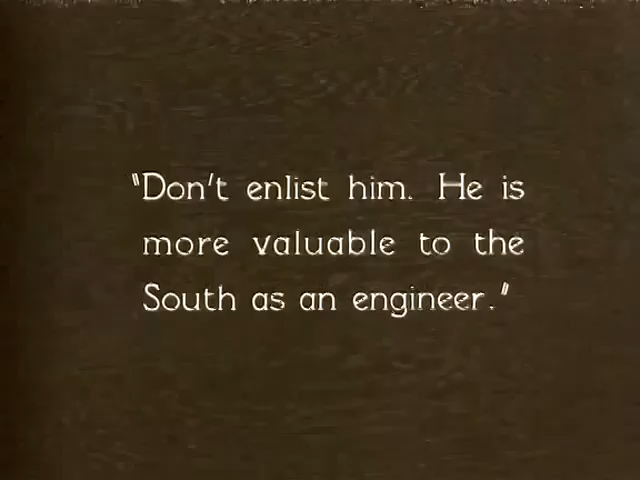 "Don't enlist him. He is
more valuable to the
South as an engineer."